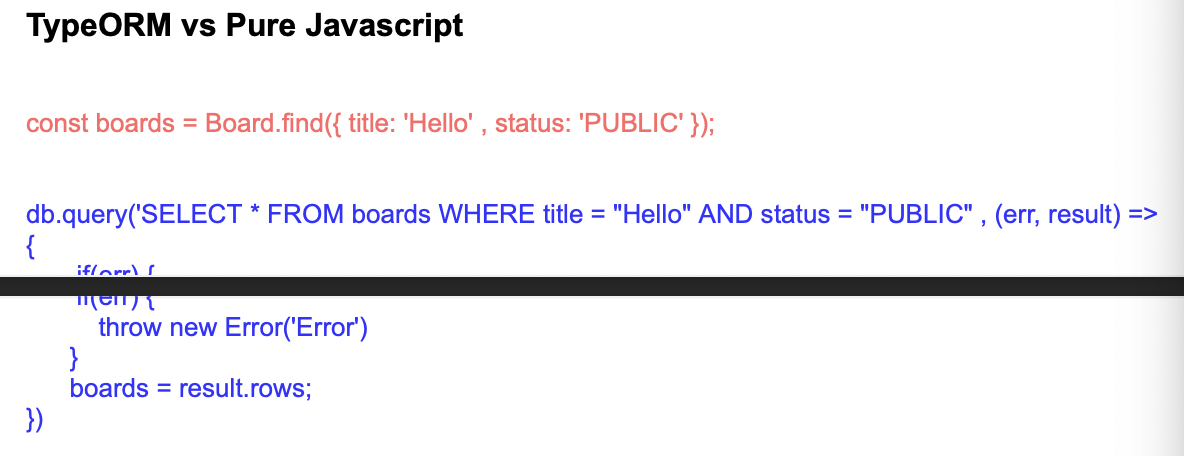 TypeORM vs Pure Javascript
const boards = Board.find({ title: 'Hello' , status: 'PUBLIC' });
db.query('SELECT * FROM boards WHERE title = "Hello" AND status = "PUBLIC" , (err, result) =>
{
if(err) {
if(err) {
throw new Error('Error')
}
boards = result.rows;
})